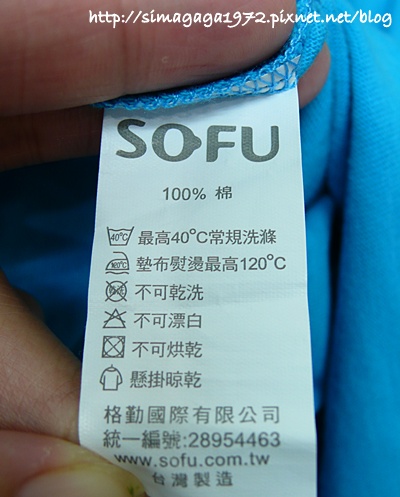 http://simagaga1972.pixnet.net/blog
SOFU
100% 棉
40°C 最高40°C常規洗滌
120°C 墊布熨燙最高120°C
不可乾洗
不可漂白
不可烘乾
懸掛晾乾
格勤國際有限公司
統一編號:28954463
www.sofu.com.tw
台灣製造